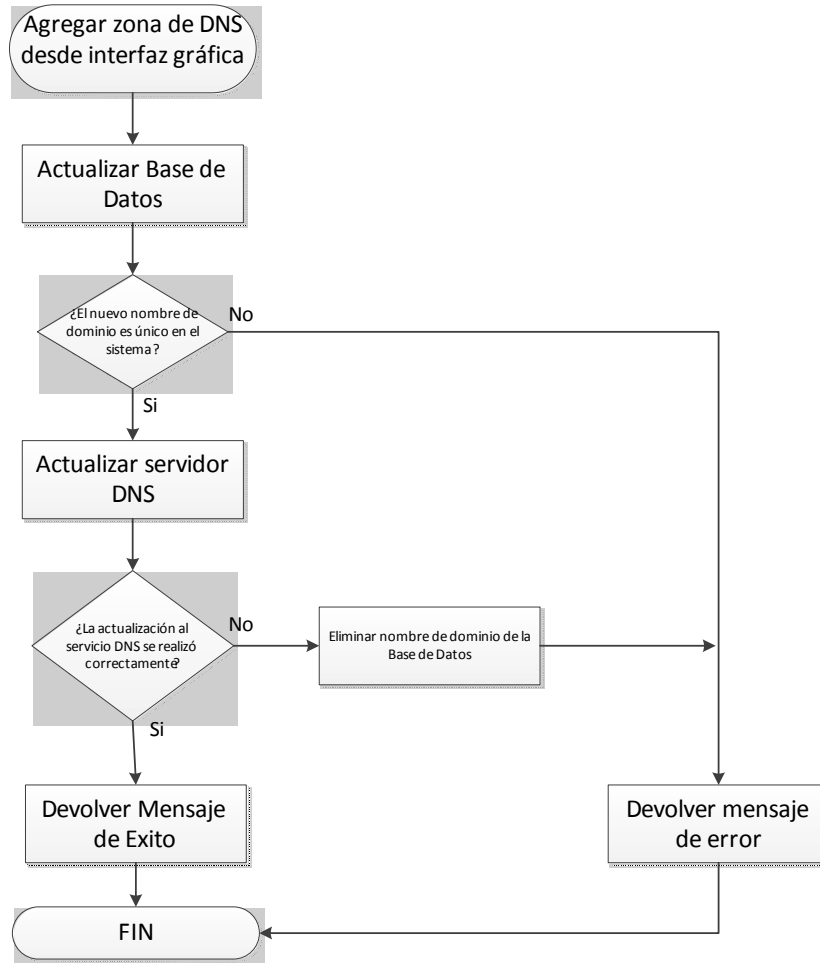 Agregar zona de DNS
desde interfaz gráfica
Actualizar Base de
Datos
¿El nuevo nombre de
dominio es único en el
sistema ?
No
Si
Actualizar servidor
DNS
¿La actualización al
servicio DNS se realizó
correctamente?
No
Eliminar nombre de dominio de la
Base de Datos
Si
Devolver Mensaje
de Exito
Devolver mensaje
de error
FIN